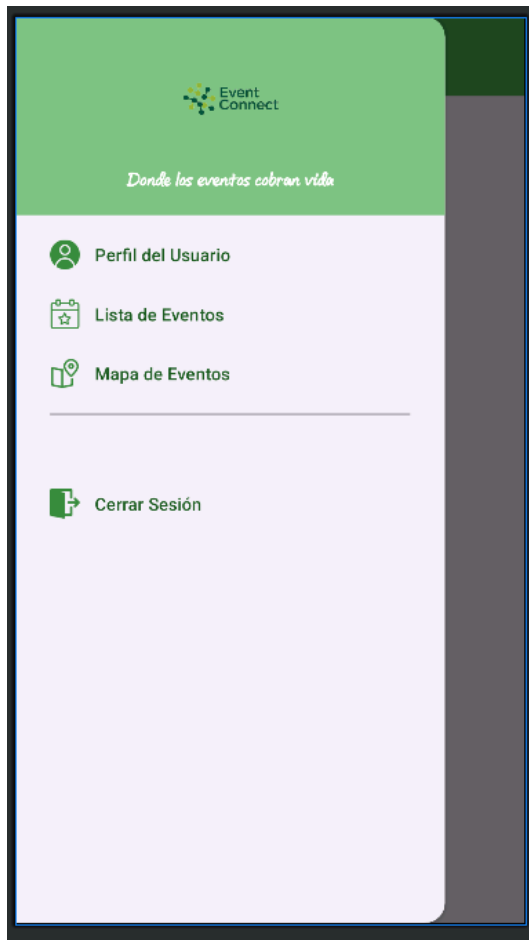 Event
Connect
Donde los eventos cobran vida
Perfil del Usuario
Lista de Eventos
Mapa de Eventos
Cerrar Sesión